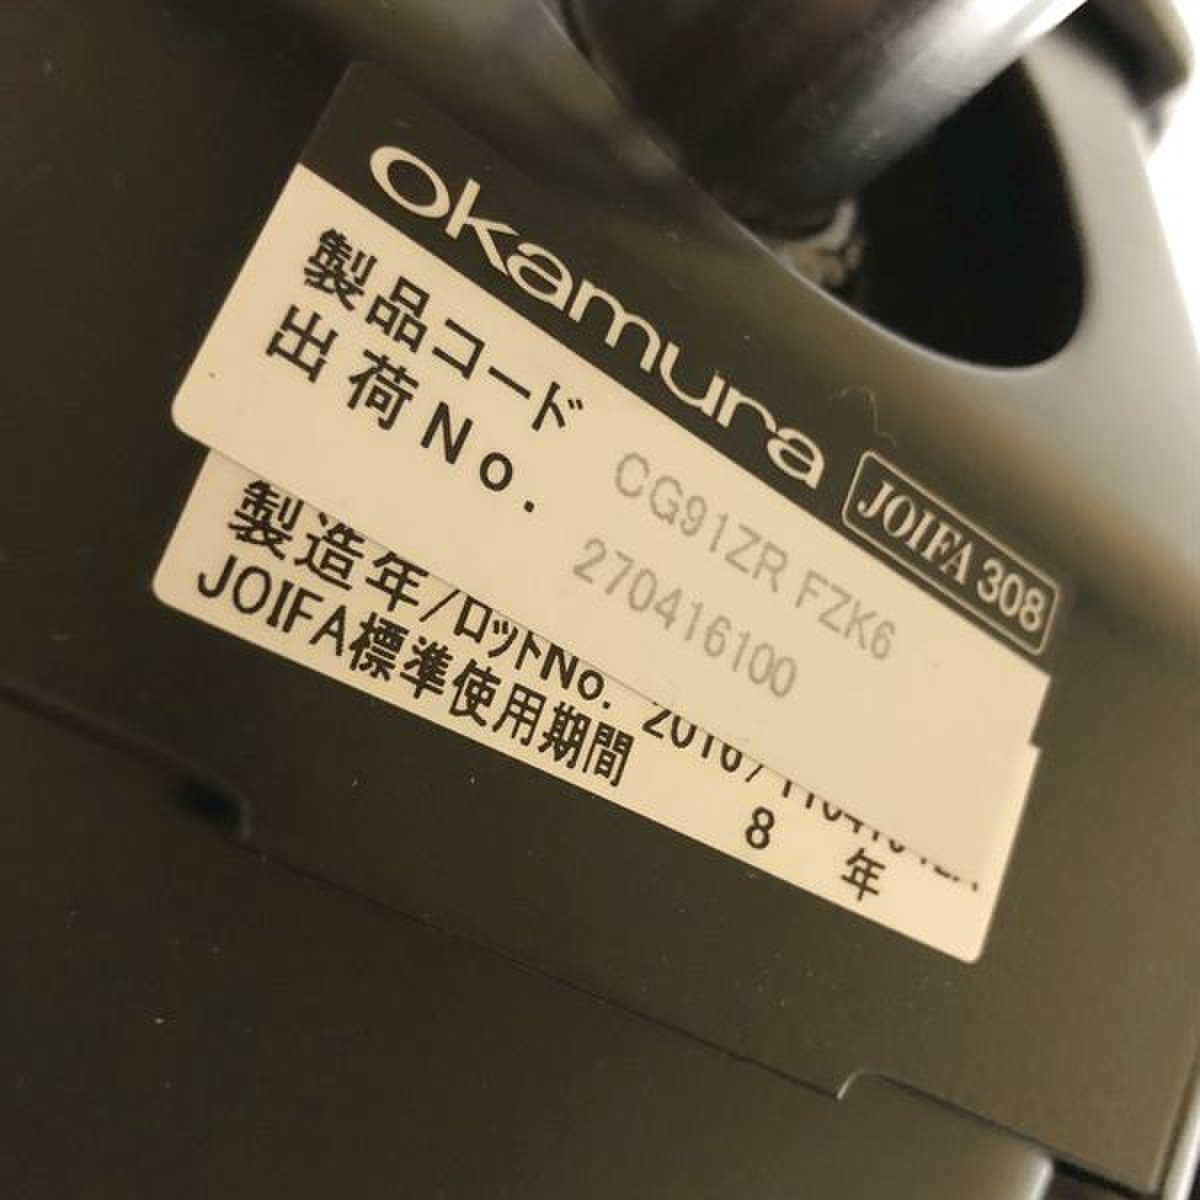 okamura
JOIFA 308
製品コード CG91ZR FZK6
出荷No. 270416100
製造年/ロットNo.
JOIFA標準使用期間 8 年